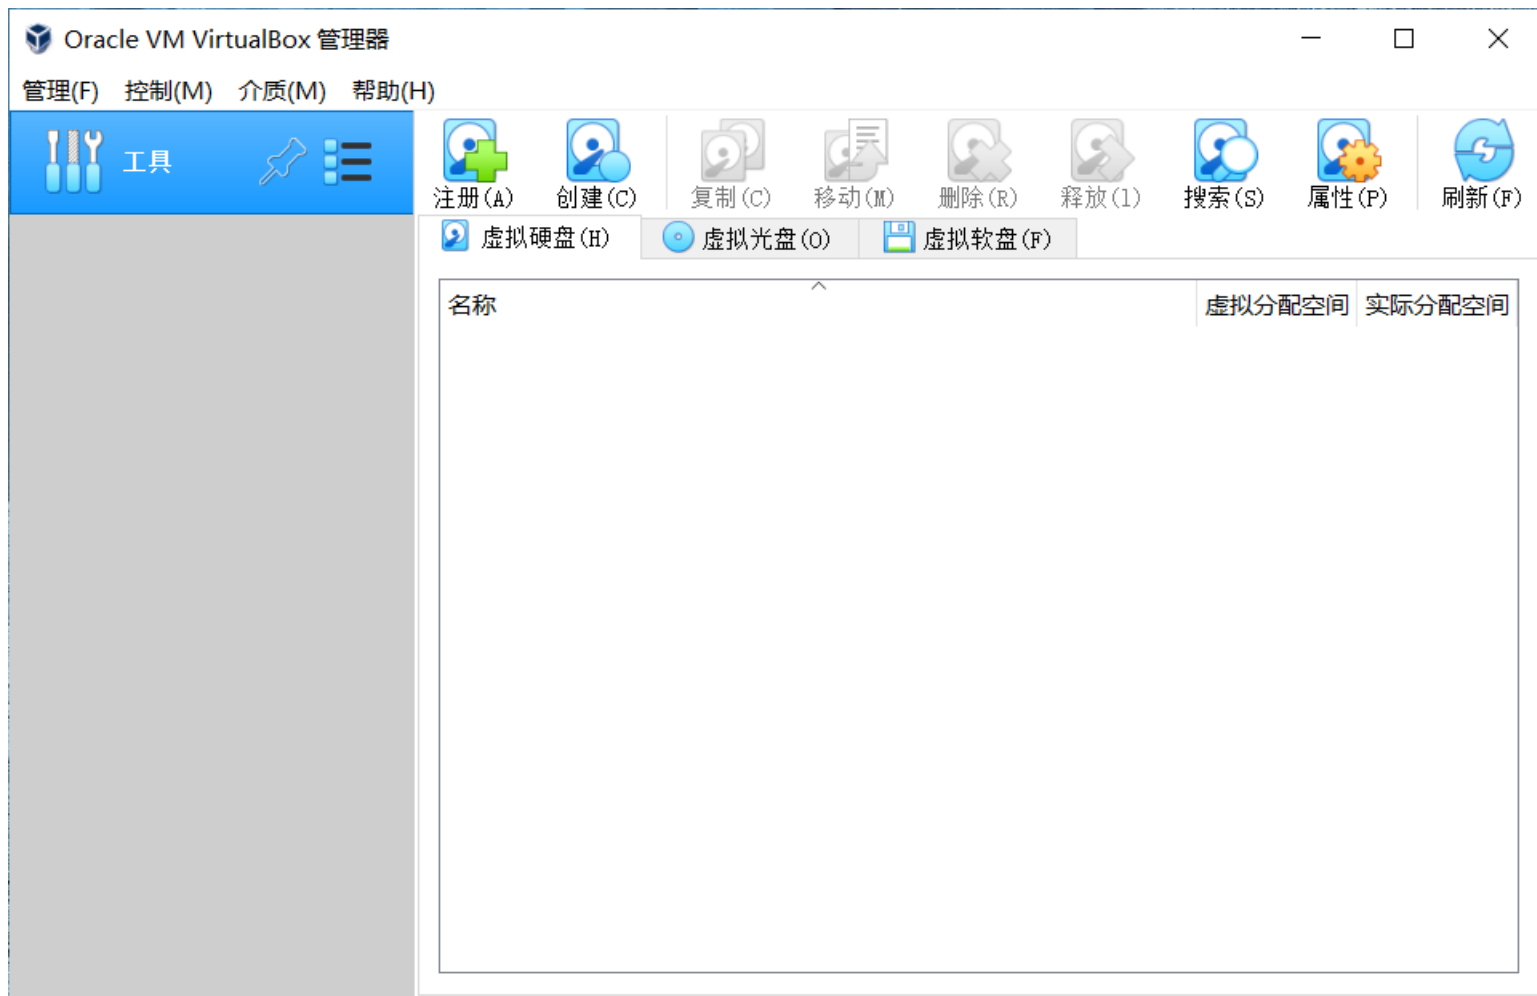 Oracle VM VirtualBox 管理器
管理(F) 控制(M) 介质(M) 帮助(H)
工具
注册(A) 创建(C) 复制(C) 移动(M) 删除(R) 释放(l) 搜索(S) 属性(P) 刷新(F)
虚拟硬盘(H) 虚拟光盘(O) 虚拟软盘(F)
名称 虚拟分配空间 实际分配空间